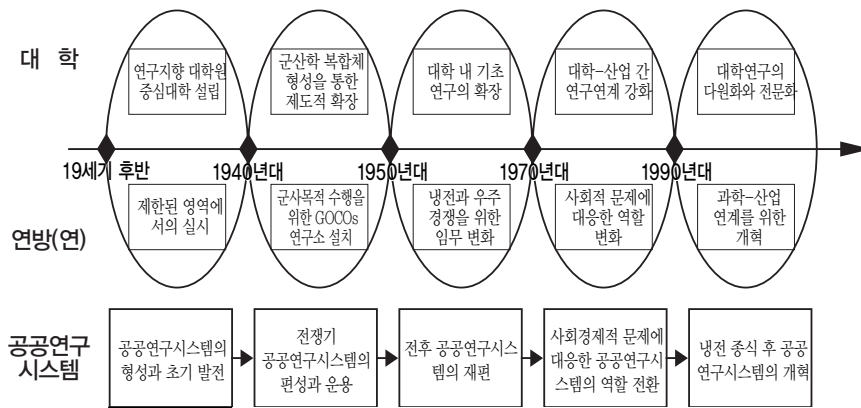 대 학
연구지향 대학원
중심대학 설립
군산학 복합체
형성을 통한
제도적 확장
대학 내 기초
연구의 확장
대학-산업 간
연구연계 강화
대학연구의
다원화와 전문화
19세기 후반
1940년대
1950년대
1970년대
1990년대
연방(연)
제한된 영역에
서의 실시
군사목적 수행을
위한 GOCOs
연구소 설치
냉전과 우주
경쟁을 위한
임무 변화
사회적 문제에
대응한 역할
변화
과학-산업
연계를 위한
개혁
공공연구
시스템
공공연구시스템의
형성과 초기 발전
전쟁기
공공연구시스템의
편성과 운용
전후 공공연구시스
템의 재편
사회경제적 문제에
대응한 공공연구시
스템의 역할 전환
냉전 종식 후 공공
연구시스템의 개혁